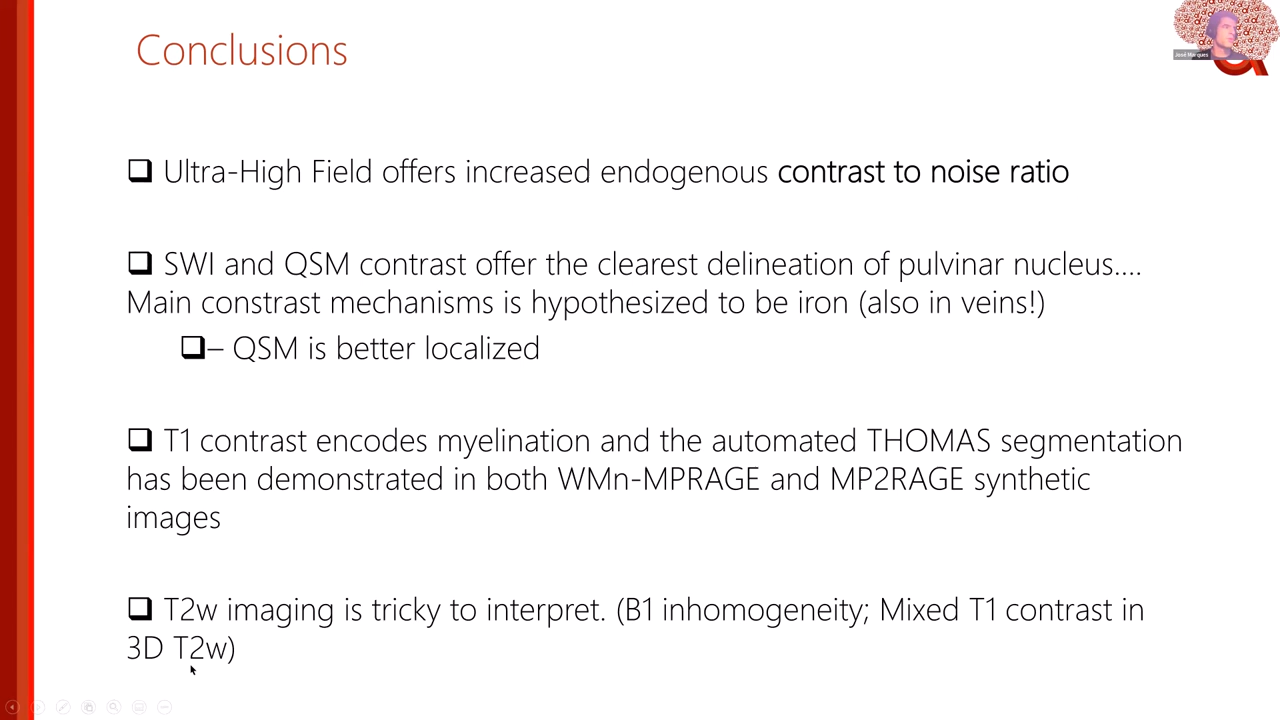 Conclusions
José Marques
❑ Ultra-High Field offers increased endogenous contrast to noise ratio
❑ SWI and QSM contrast offer the clearest delineation of pulvinar nucleus....
Main constrast mechanisms is hypothesized to be iron (also in veins!)
❑– QSM is better localized
❑ T1 contrast encodes myelination and the automated THOMAS segmentation
has been demonstrated in both WMn-MPRAGE and MP2RAGE synthetic
images
❑ T2w imaging is tricky to interpret. (B1 inhomogeneity; Mixed T1 contrast in
3D T2w)